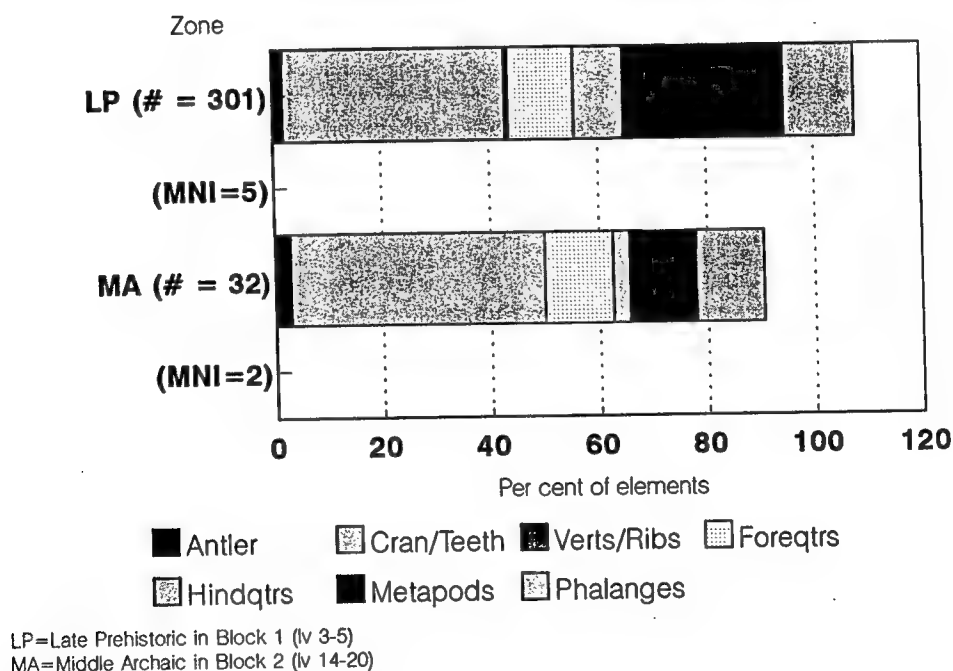 Zone
LP (# = 301)
(MNI=5)
MA (# = 32)
(MNI=2)
0 20 40 60 80 100 120
Per cent of elements
Antler Cran/Teeth Verts/Ribs Foreqtrs
Hindqtrs Metapods Phalanges
LP=Late Prehistoric in Block 1 (lv 3-5)
MA=Middle Archaic in Block 2 (lv 14-20)